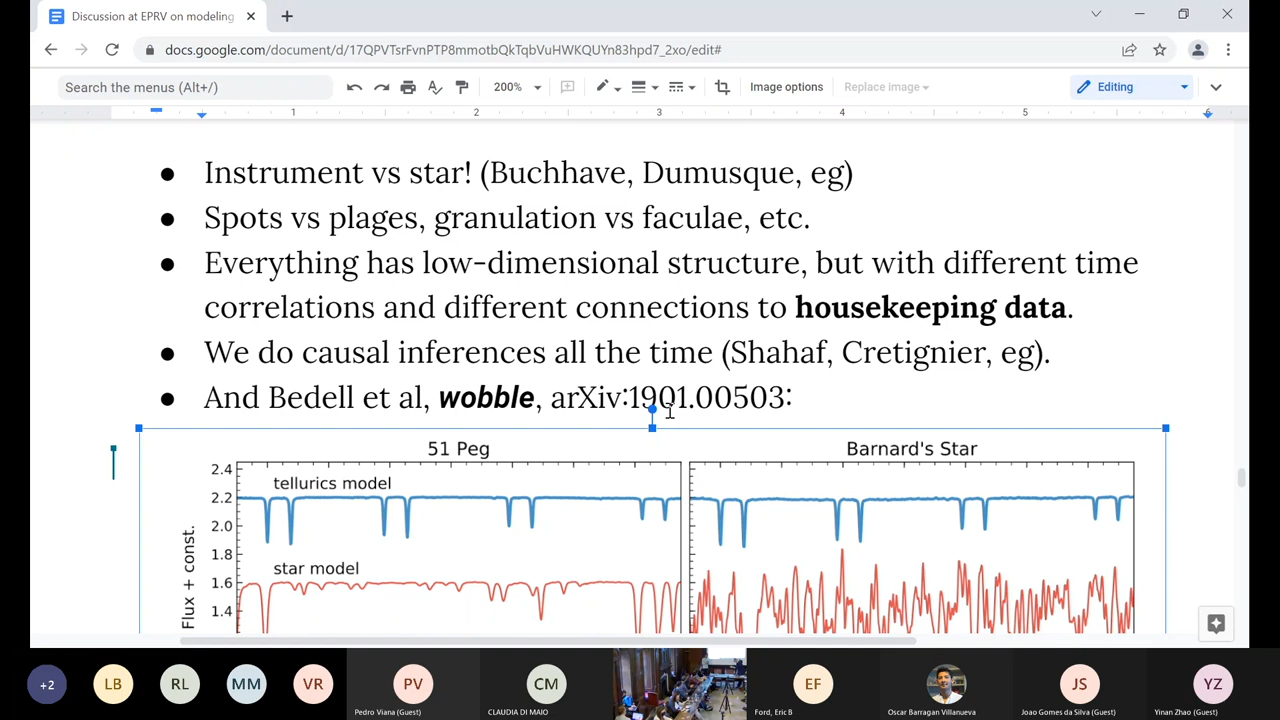 Discussion at EPRV on modeling
docs.google.com/document/d/17QPVTsrFvnPTP8mmotbQkTqbVuHWKQUYn83hpd7_2xo/edit#
Search the menus (Alt+/)
200%
Image options
Replace image
Editing
1 2 3 4 5 6
● Instrument vs star! (Buchhave, Dumusque, eg)
● Spots vs plages, granulation vs faculae, etc.
● Everything has low-dimensional structure, but with different time
correlations and different connections to housekeeping data.
● We do causal inferences all the time (Shahaf, Cretignier, eg).
● And Bedell et al, wobble, arXiv:1901.00503:
51 Peg
Barnard's Star
2.4
tellurics model
2.2
2.0
1.8
star model
1.6
1.4
Flux + const.
+2
LB
RL
MM
VR
PV
CM
EF
JS
YZ
Pedro Viana (Guest)
CLAUDIA DI MAIO
Ford, Eric B
Oscar Barragan Villanueva
Joao Gomes da Silva (Guest)
Yinan Zhao (Guest)